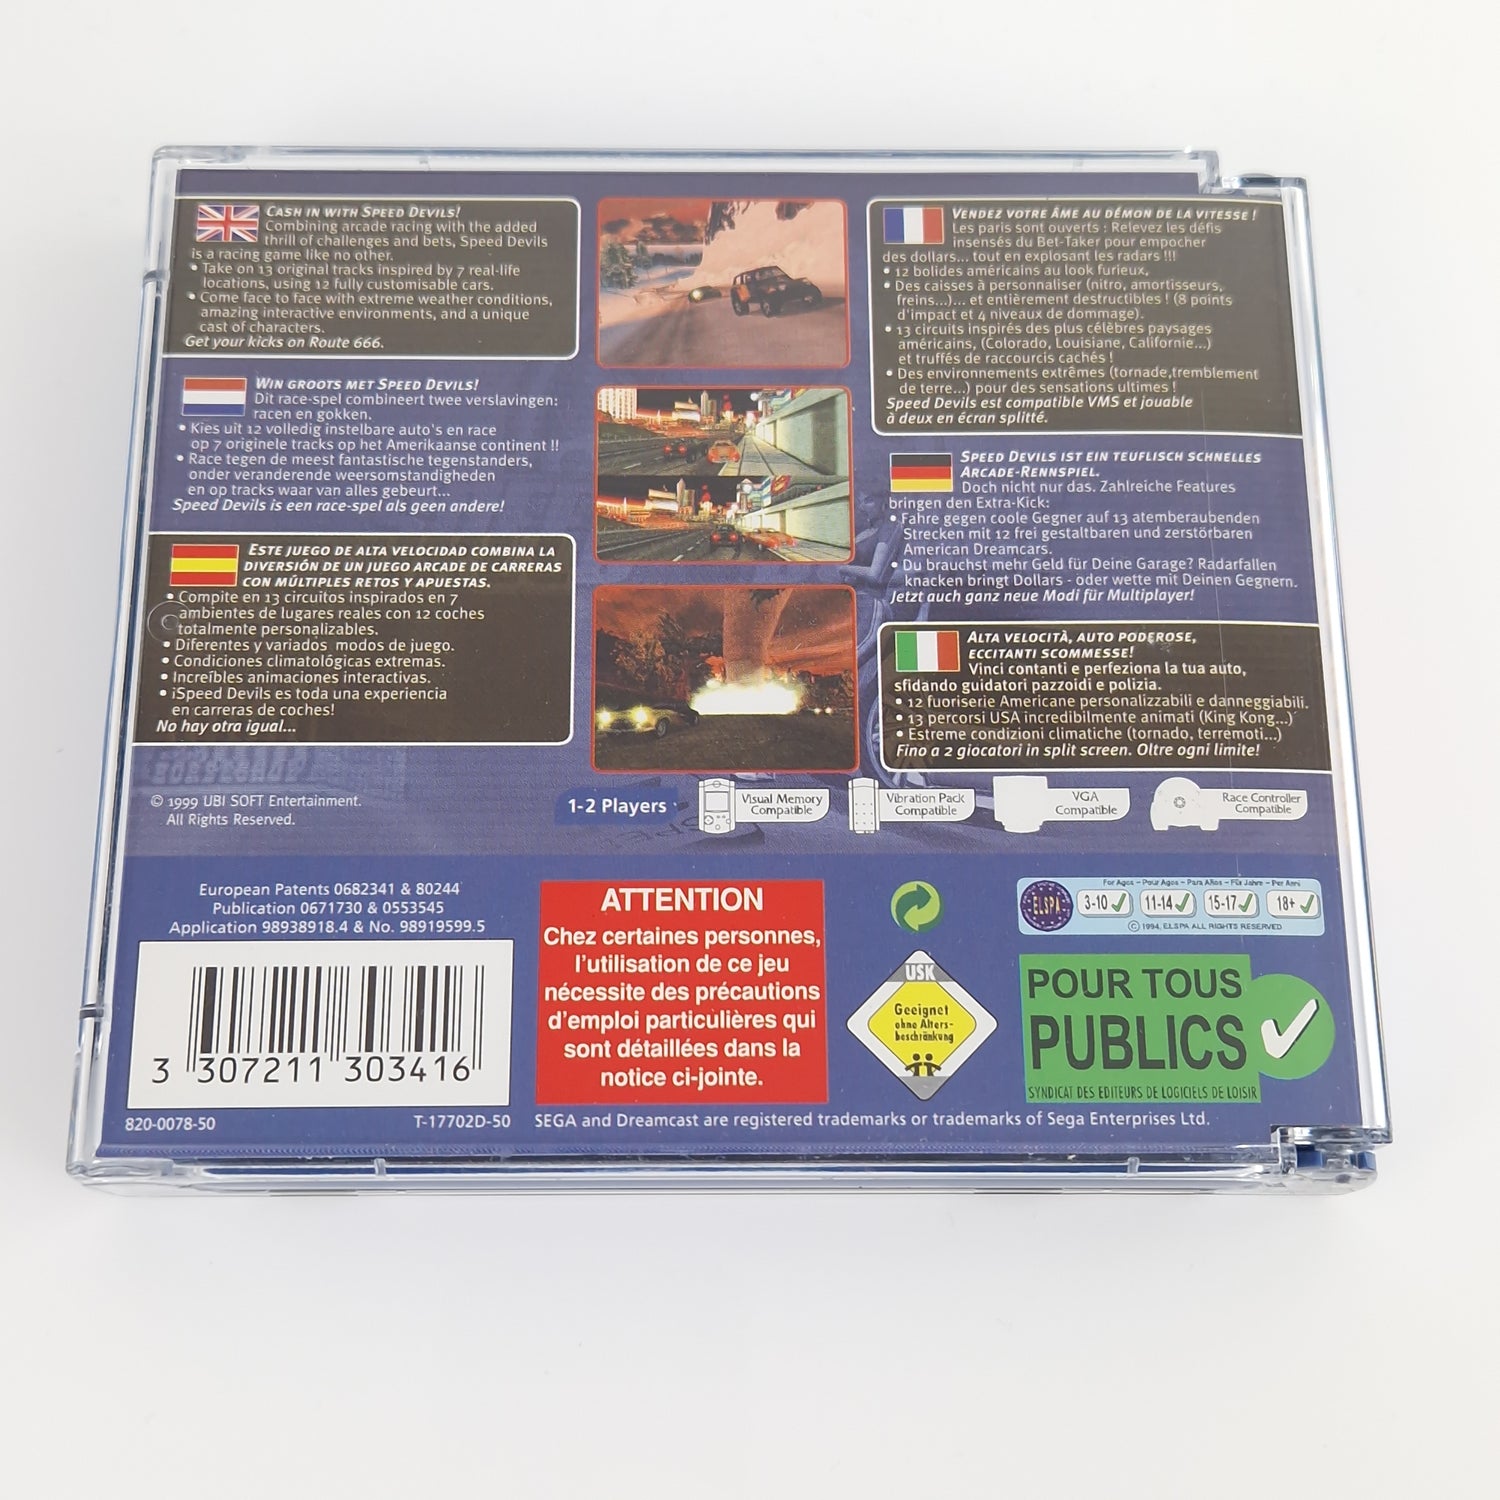 CASH IN WITH SPEED DEVILS!
Combining arcade racing with the added
thrill of challenges and bets, Speed Devils
is a racing game like no other.
• Take on 13 original tracks inspired by 7 real-life
locations, using 12 fully customisable cars.
• Come face to face with extreme weather conditions,
amazing interactive environments, and a unique
cast of characters.
Get your kicks on Route 666.
WIN GROOTS MET SPEED DEVILS!
Dit race-spel combineert twee verslavingen:
racen en gokken.
• Kies uit 12 volledig instelbare auto's en race
op 7 originele tracks op het Amerikaanse continent !!
• Race tegen de meest fantastische tegenstanders,
onder veranderende weersomstandigheden
en op tracks waar van alles gebeurt...
Speed Devils is een race-spel als geen andere!
ESTE JUEGO DE ALTA VELOCIDAD COMBINA LA
DIVERSIÓN DE UN JUEGO ARCADE DE CARRERAS
CON MÚLTIPLES RETOS Y APUESTAS.
• Compite en 13 circuitos inspirados en 7
ambientes de lugares reales con 12 coches
totalmente personalizables.
• Diferentes y variados modos de juego.
• Condiciones climatológicas extremas.
• Increíbles animaciones interactivas.
• ¡Speed Devils es toda una experiencia
en carreras de coches!
No hay otra igual...
VENDEZ VOTRE ÂME AU DÉMON DE LA VITESSE !
Les paris sont ouverts : Relevez les défis
insensés du Bet-Taker pour empocher
des dollars... tout en explosant les radars !!!
• 12 bolides américains au look furieux,
• Des caisses à personnaliser (nitro, amortisseurs,
freins...)... et entièrement destructibles ! (8 points
d'impact et 4 niveaux de dommage).
• 13 circuits inspirés des plus célèbres paysages
américains, (Colorado, Louisiane, Californie...)
et truffés de raccourcis cachés !
• Des environnements extrêmes (tornade,tremblement
de terre...) pour des sensations ultimes !
Speed Devils est compatible VMS et jouable
à deux en écran splitté.
SPEED DEVILS IST EIN TEUFLISCH SCHNELLES
ARCADE-RENNSPIEL.
Doch nicht nur das. Zahlreiche Features
bringen den Extra-Kick:
• Fahre gegen coole Gegner auf 13 atemberaubenden
Strecken mit 12 frei gestaltbaren und zerstörbaren
American Dreamcars.
• Du brauchst mehr Geld für Deine Garage? Radarfallen
knacken bringt Dollars - oder wette mit Deinen Gegnern.
Jetzt auch ganz neue Modi für Multiplayer!
ALTA VELOCITÀ, AUTO PODEROSE,
ECCITANTI SCOMMESSE!
Vinci contanti e perfeziona la tua auto,
sfidando guidatori pazzoidi e polizia.
• 12 fuoriserie Americane personalizzabili e danneggiabili.
• 13 percorsi USA incredibilmente animati (King Kong...)
• Estreme condizioni climatiche (tornado, terremoti...)
Fino a 2 giocatori in split screen. Oltre ogni limite!
© 1999 UBI SOFT Entertainment.
All Rights Reserved.
1-2 Players
Visual Memory
Compatible
Vibration Pack
Compatible
VGA
Compatible
Race Controller
Compatible
European Patents 0682341 & 80244
Publication 0671730 & 0553545
Application 98938918.4 & No. 98919599.5
3 307211 303416
820-0078-50
T-17702D-50
ATTENTION
Chez certaines personnes,
l'utilisation de ce jeu
nécessite des précautions
d'emploi particulières qui
sont détaillées dans la
notice ci-jointe.
USK
Geeignet
ohne Alters-
beschränkung
For Ages - Pour Ages - Para Años - Für Jahre - Per Anni
ELSPA
3-10
11-14
15-17
18+
© 1994, ELSPA ALL RIGHTS RESERVED
POUR TOUS
PUBLICS
SYNDICAT DES EDITEURS DE LOGICIELS DE LOISIR
SEGA and Dreamcast are registered trademarks or trademarks of Sega Enterprises Ltd.